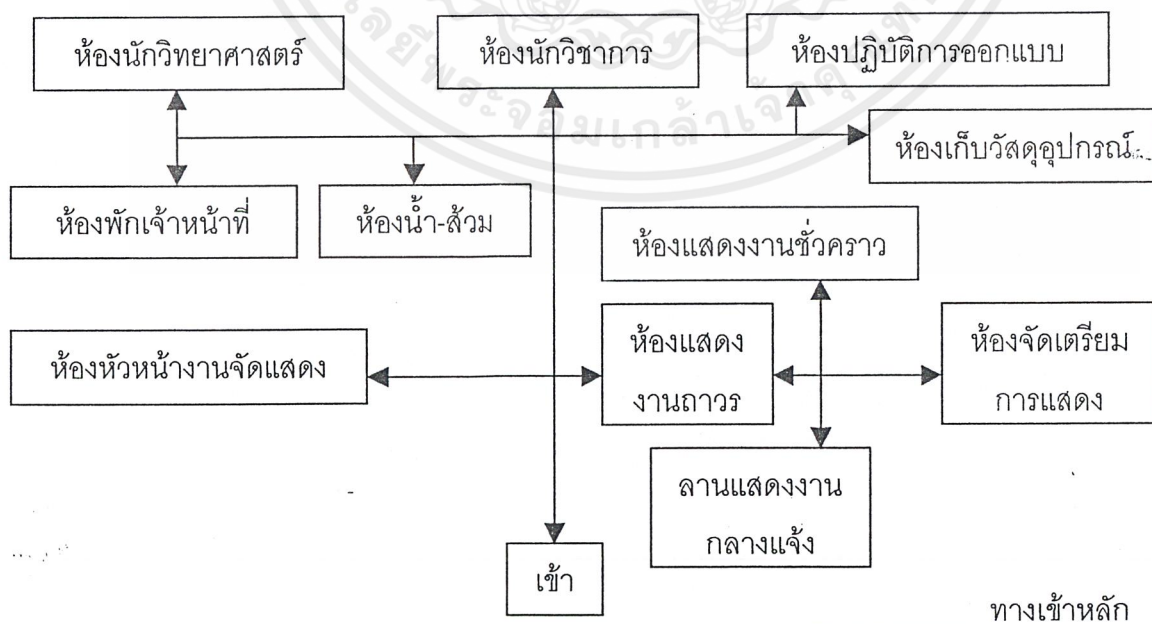 ห้องนักวิทยาศาสตร์
ห้องนักวิชาการ
ห้องปฏิบัติการออกแบบ
ห้องเก็บวัสดุอุปกรณ์
ห้องพักเจ้าหน้าที่
ห้องน้ำ-ส้วม
ห้องแสดงงานชั่วคราว
ห้องหัวหน้างานจัดแสดง
ห้องแสดง
งานถาวร
ห้องจัดเตรียม
การแสดง
ลานแสดงงาน
กลางแจ้ง
เข้า
ทางเข้าหลัก